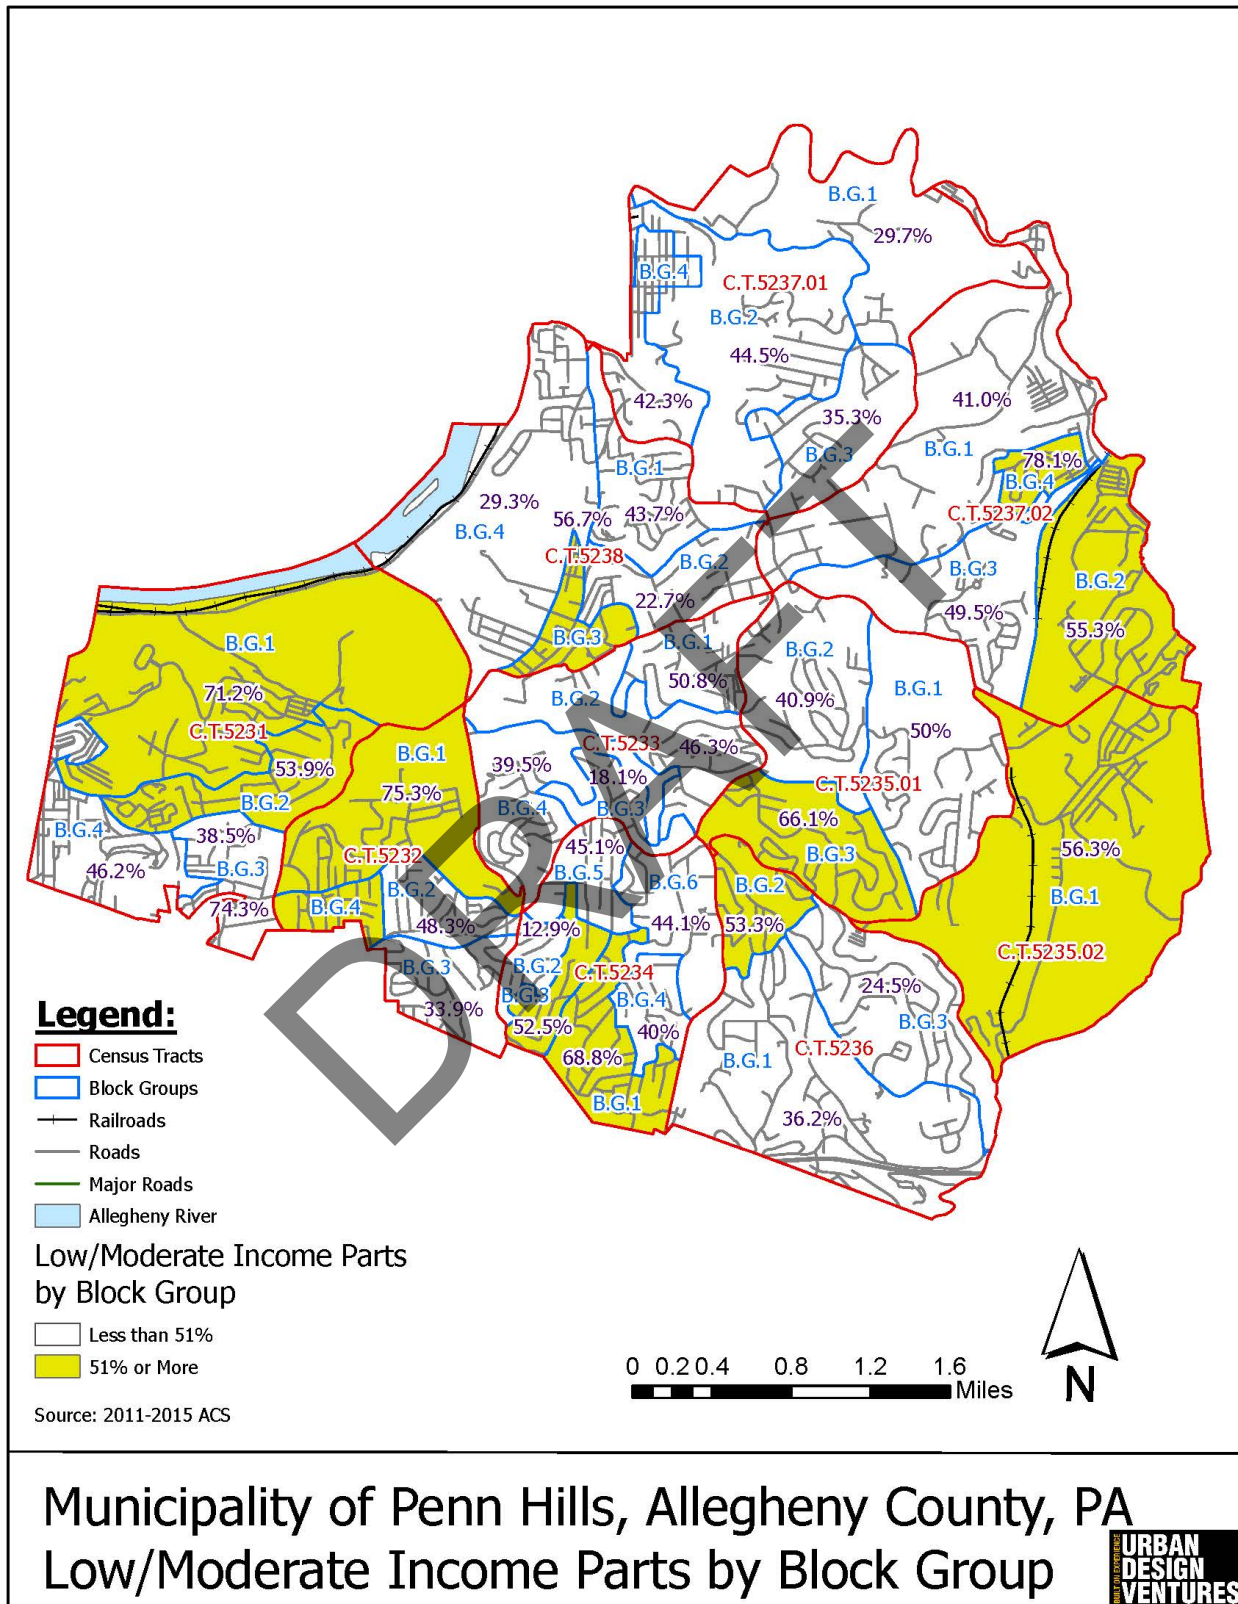 B.G.1
29.7%
B.G.4
C.T.5237.01
B.G.2
44.5%
42.3%
35.3%
41.0%
B.G.3
B.G.1
78.1%
B.G.4
C.T.5237.02
B.G.1
29.3%
56.7%
43.7%
B.G.4
C.T.5238
B.G.2
B.G.3
B.G.2
22.7%
49.5%
55.3%
B.G.3
B.G.1
B.G.2
B.G.1
50.8%
B.G.1
71.2%
B.G.2
40.9%
50%
C.T.5231
C.T.5233
46.3%
B.G.1
53.9%
39.5%
18.1%
C.T.5235.01
75.3%
B.G.2
B.G.4
B.G.3
66.1%
B.G.4
38.5%
45.1%
56.3%
46.2%
B.G.3
C.T.5232
B.G.5
B.G.6
B.G.3
B.G.2
B.G.2
B.G.1
74.3%
B.G.4
48.3%
12.9%
44.1%
53.3%
C.T.5235.02
B.G.3
B.G.2
C.T.5234
B.G.3
B.G.4
24.5%
33.9%
52.5%
40%
B.G.3
68.8%
B.G.1
C.T.5236
B.G.1
36.2%
DRAFT
Legend:
Census Tracts
Block Groups
Railroads
Roads
Major Roads
Allegheny River
Low/Moderate Income Parts
by Block Group
Less than 51%
51% or More
Source: 2011-2015 ACS
0 0.2 0.4 0.8 1.2 1.6
Miles
N
Municipality of Penn Hills, Allegheny County, PA
Low/Moderate Income Parts by Block Group
BUILT ON EXPERIENCE
URBAN
DESIGN
VENTURES